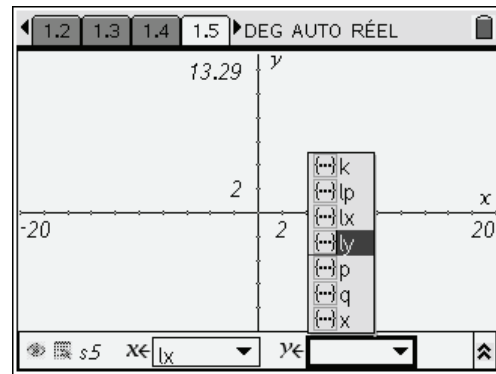 1.2 1.3 1.4 1.5 DEG AUTO RÉEL
13.29 y
2
x
-20 2 20
k
lp
lx
ly
p
q
x
s5 x← lx y←